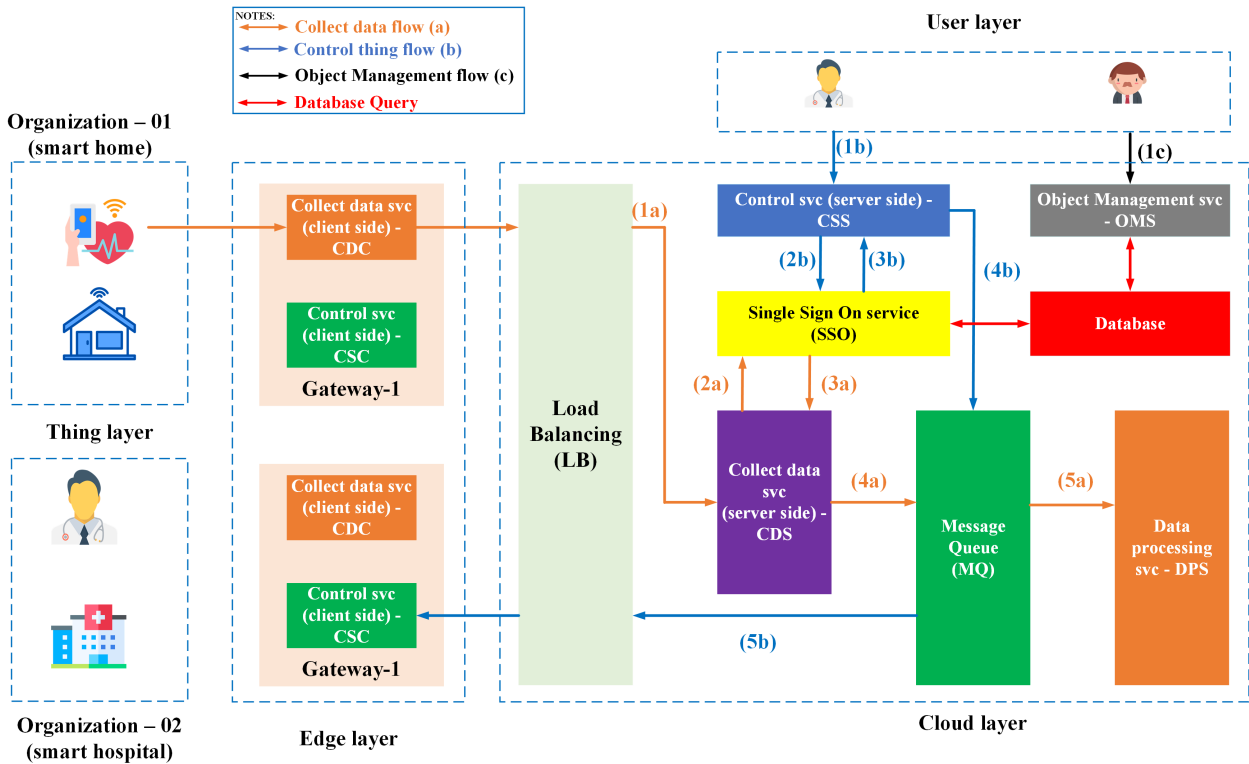 NOTES:
Collect data flow (a)
Control thing flow (b)
Object Management flow (c)
Database Query
User layer
Organization – 01
(smart home)
(1b)
(1c)
Collect data svc
(client side) -
CDC
(1a)
Control svc (server side) -
CSS
Object Management svc
- OMS
(2b)
(3b)
(4b)
Control svc
(client side) -
CSC
Gateway-1
Single Sign On service
(SSO)
Database
(2a)
(3a)
Thing layer
Load
Balancing
(LB)
Collect data svc
(client side) -
CDC
Collect data
svc
(server side) -
CDS
(4a)
(5a)
Message
Queue
(MQ)
Data
processing
svc - DPS
Control svc
(client side) -
CSC
Gateway-1
(5b)
Organization – 02
(smart hospital)
Edge layer
Cloud layer